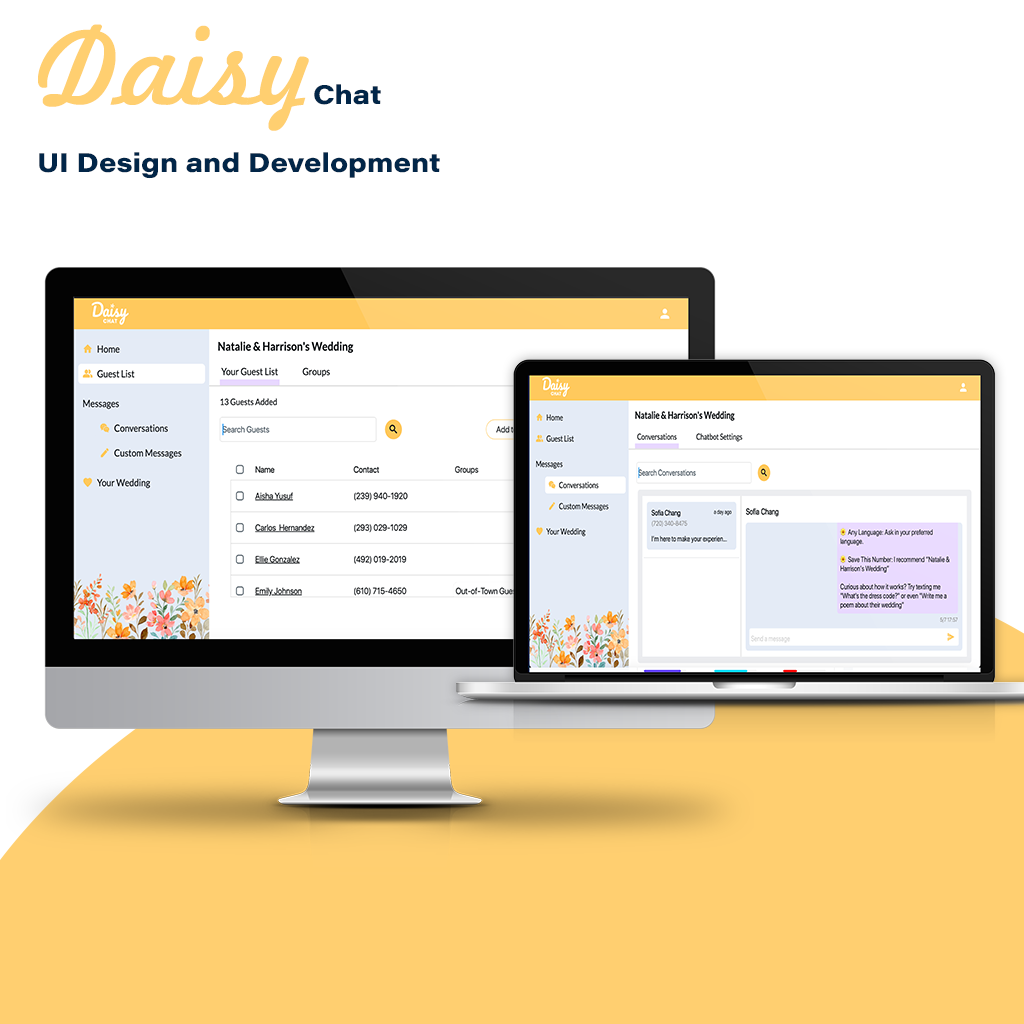 Daisy Chat
UI Design and Development
Daisy
CHAT
Home
Guest List
Messages
Conversations
Custom Messages
Your Wedding
Natalie & Harrison's Wedding
Your Guest List Groups
13 Guests Added
Search Guests
Add t
Name Contact Groups
Aisha Yusuf (239) 940-1920
Carlos Hernandez (293) 029-1029
Ellie Gonzalez (492) 019-2019
Emily Johnson (610) 715-4650 Out-of-Town Gue
Daisy
CHAT
Home
Guest List
Messages
Conversations
Custom Messages
Your Wedding
Natalie & Harrison's Wedding
Conversations Chatbot Settings
Search Conversations
Sofia Chang a day ago
(720) 340-8475
I'm here to make your experien...
Sofia Chang
Any Language: Ask in your preferred
language.
Save This Number: I recommend "Natalie &
Harrison's Wedding"
Curious about how it works? Try texting me
"What's the dress code?" or even "Write me a
poem about their wedding"
5/7 17:57
Send a message